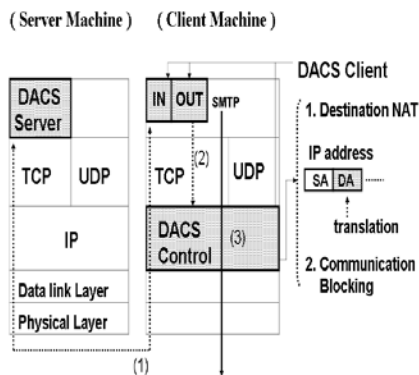 ( Server Machine ) ( Client Machine )
DACS Client
DACS
Server
IN OUT SMTP
1. Destination NAT
IP address
SA DA
translation
2. Communication
Blocking
TCP UDP
(2)
TCP UDP
IP
DACS
Control
(3)
Data link Layer
Physical Layer
(1)